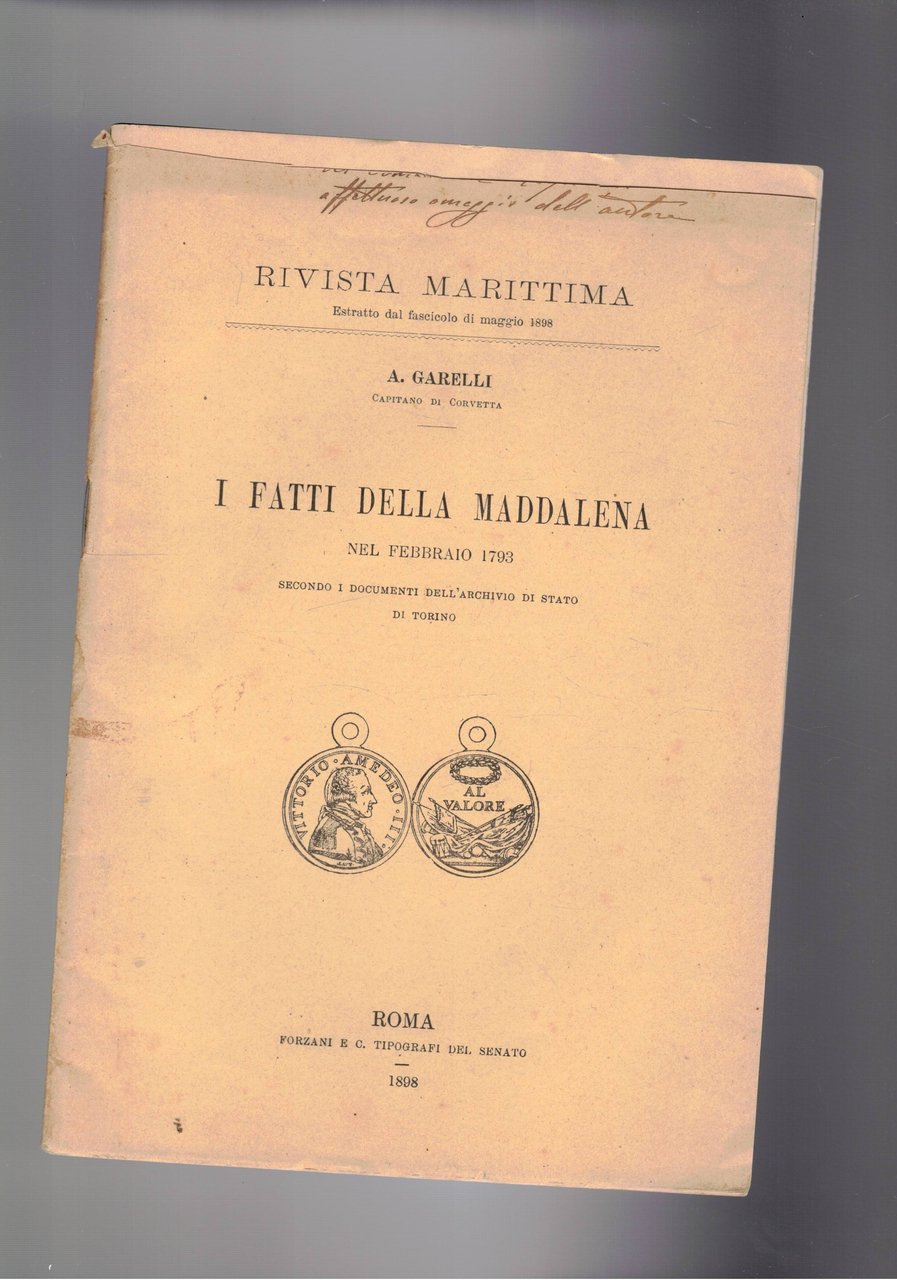 affettuoso omaggio dell'autore
RIVISTA MARITTIMA
Estratto dal fascicolo di maggio 1898
A. GARELLI
CAPITANO DI CORVETTA
I FATTI DELLA MADDALENA
NEL FEBBRAIO 1793
SECONDO I DOCUMENTI DELL'ARCHIVIO DI STATO
DI TORINO
VITTORIO · AMEDEO · III ·
AL
VALORE
ROMA
FORZANI E C. TIPOGRAFI DEL SENATO
1898